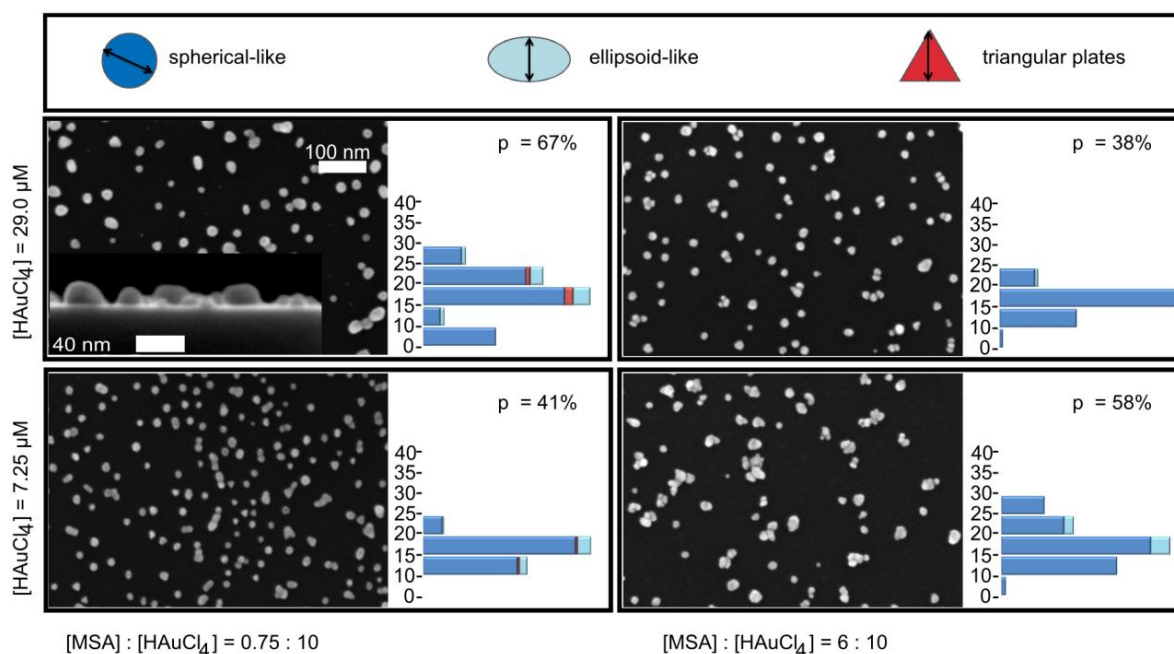 spherical-like
ellipsoid-like
triangular plates
[HAuCl4] = 29.0 µM
100 nm
40 nm
p = 67%
40-
35-
30-
25-
20-
15-
10-
0-
p = 38%
40-
35-
30-
25-
20-
15-
10-
0-
[HAuCl4] = 7.25 µM
p = 41%
40-
35-
30-
25-
20-
15-
10-
0-
p = 58%
40-
35-
30-
25-
20-
15-
10-
0-
[MSA] : [HAuCl4] = 0.75 : 10
[MSA] : [HAuCl4] = 6 : 10